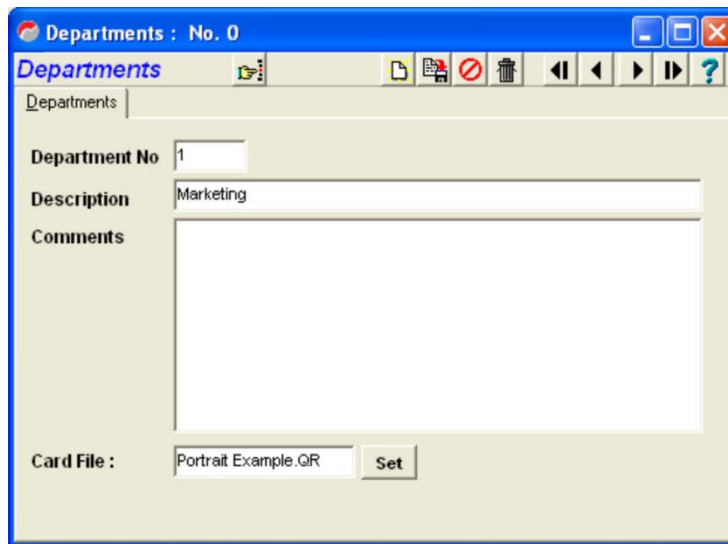 Departments : No. 0
Departments
Departments
Department No 1
Description Marketing
Comments
Card File : Portrait Example.QR Set